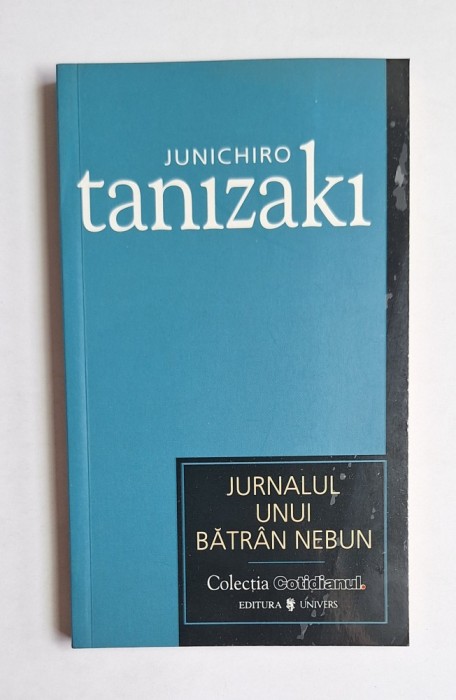 JUNICHIRO
tanızakı
JURNALUL
UNUI
BĂTRÂN NEBUN
Colecția Cotidianul.
EDITURA UNIVERS